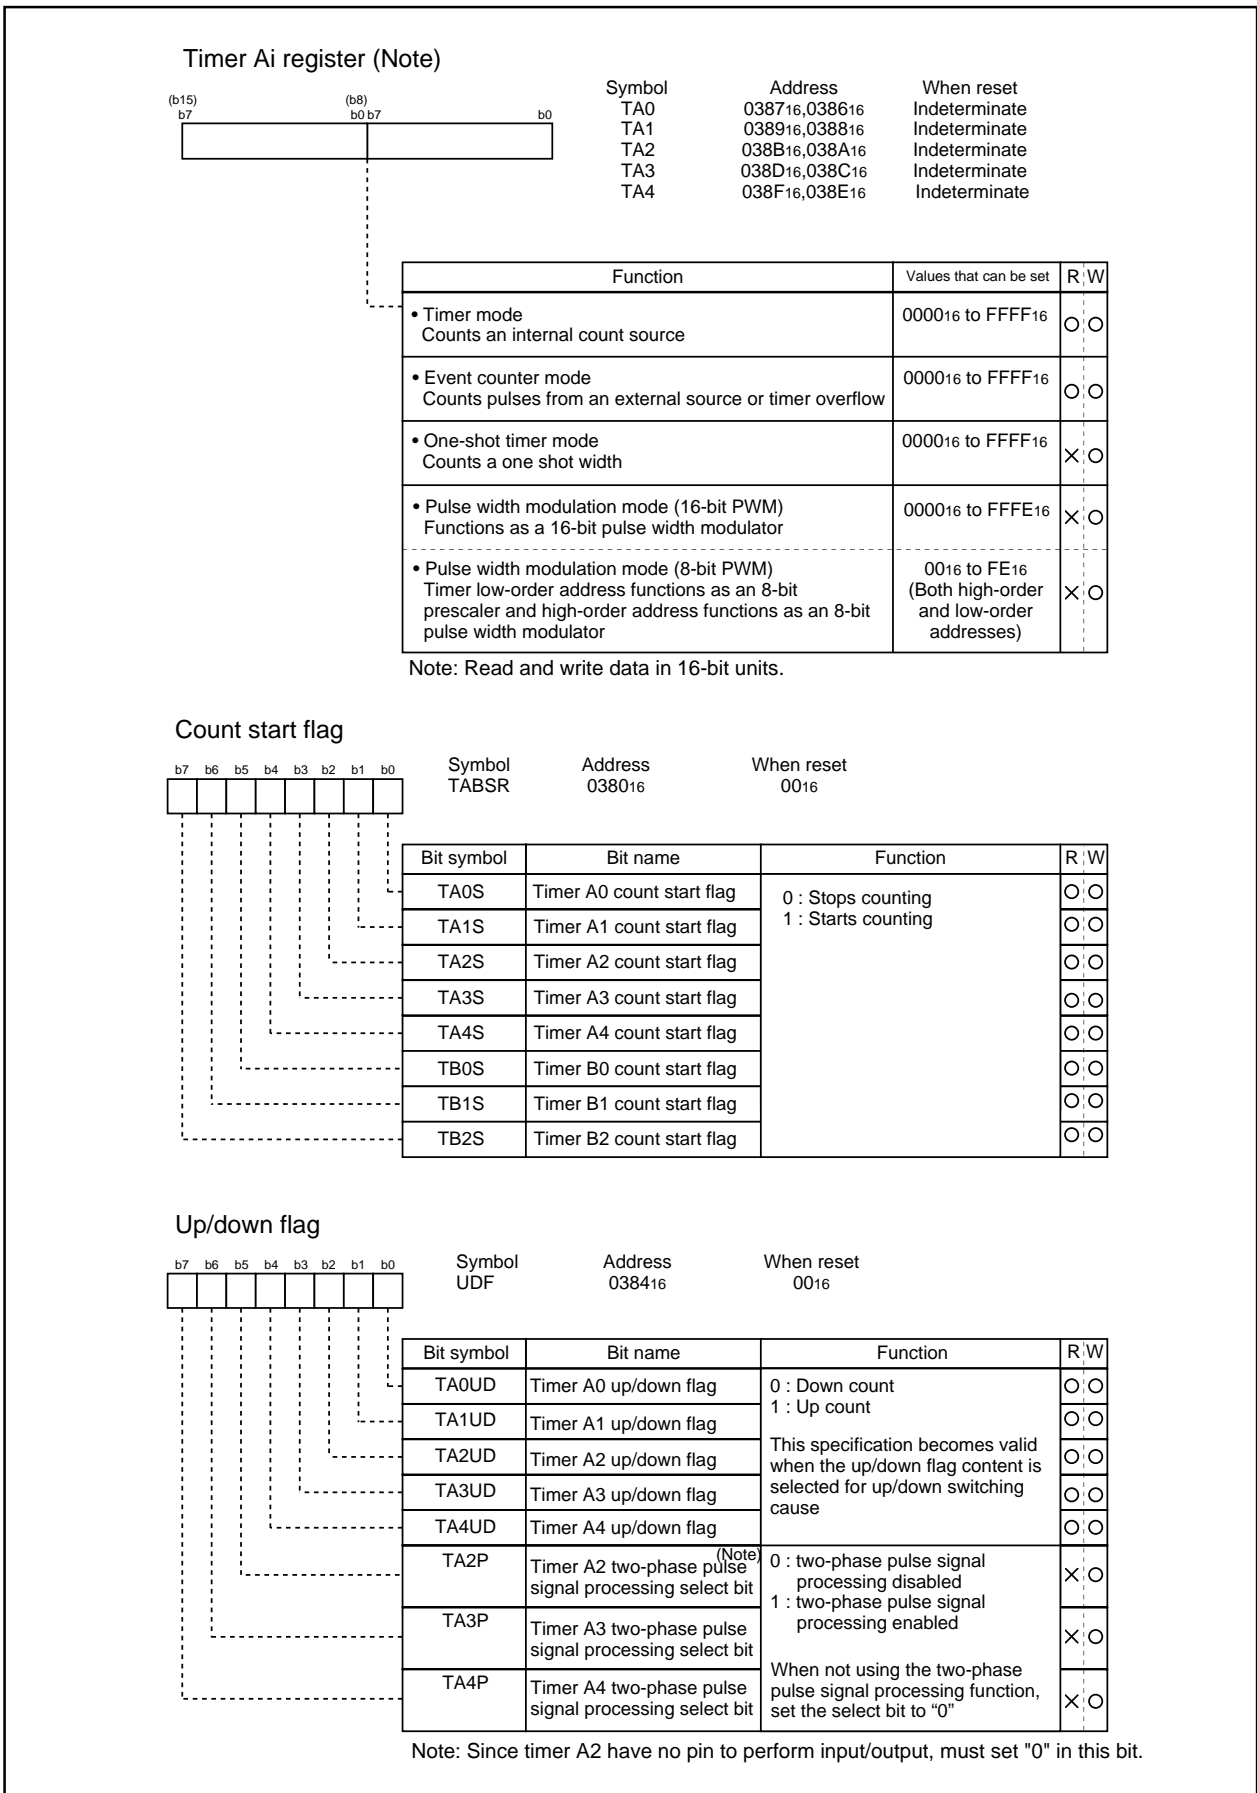 Timer Ai register (Note)
(b15) (b8)
b7 b0 b7 b0
Symbol Address When reset
TA0 038716,038616 Indeterminate
TA1 038916,038816 Indeterminate
TA2 038B16,038A16 Indeterminate
TA3 038D16,038C16 Indeterminate
TA4 038F16,038E16 Indeterminate
Function Values that can be set R W
• Timer mode 000016 to FFFF16
Counts an internal count source
• Event counter mode 000016 to FFFF16
Counts pulses from an external source or timer overflow
• One-shot timer mode 000016 to FFFF16
Counts a one shot width
• Pulse width modulation mode (16-bit PWM) 000016 to FFFE16
Functions as a 16-bit pulse width modulator
• Pulse width modulation mode (8-bit PWM) 0016 to FE16
Timer low-order address functions as an 8-bit (Both high-order
prescaler and high-order address functions as an 8-bit and low-order
pulse width modulator addresses)
Note: Read and write data in 16-bit units.
Count start flag
b7 b6 b5 b4 b3 b2 b1 b0
Symbol Address When reset
TABSR 038016 0016
Bit symbol Bit name Function R W
TA0S Timer A0 count start flag 0 : Stops counting
TA1S Timer A1 count start flag 1 : Starts counting
TA2S Timer A2 count start flag
TA3S Timer A3 count start flag
TA4S Timer A4 count start flag
TB0S Timer B0 count start flag
TB1S Timer B1 count start flag
TB2S Timer B2 count start flag
Up/down flag
b7 b6 b5 b4 b3 b2 b1 b0
Symbol Address When reset
UDF 038416 0016
Bit symbol Bit name Function R W
TA0UD Timer A0 up/down flag 0 : Down count
TA1UD Timer A1 up/down flag 1 : Up count
TA2UD Timer A2 up/down flag This specification becomes valid
when the up/down flag content is
TA3UD Timer A3 up/down flag selected for up/down switching
cause
TA4UD Timer A4 up/down flag
(Note)
TA2P Timer A2 two-phase pulse 0 : two-phase pulse signal
signal processing select bit processing disabled
1 : two-phase pulse signal
TA3P Timer A3 two-phase pulse processing enabled
signal processing select bit
When not using the two-phase
TA4P Timer A4 two-phase pulse pulse signal processing function,
signal processing select bit set the select bit to “0”
Note: Since timer A2 have no pin to perform input/output, must set "0" in this bit.